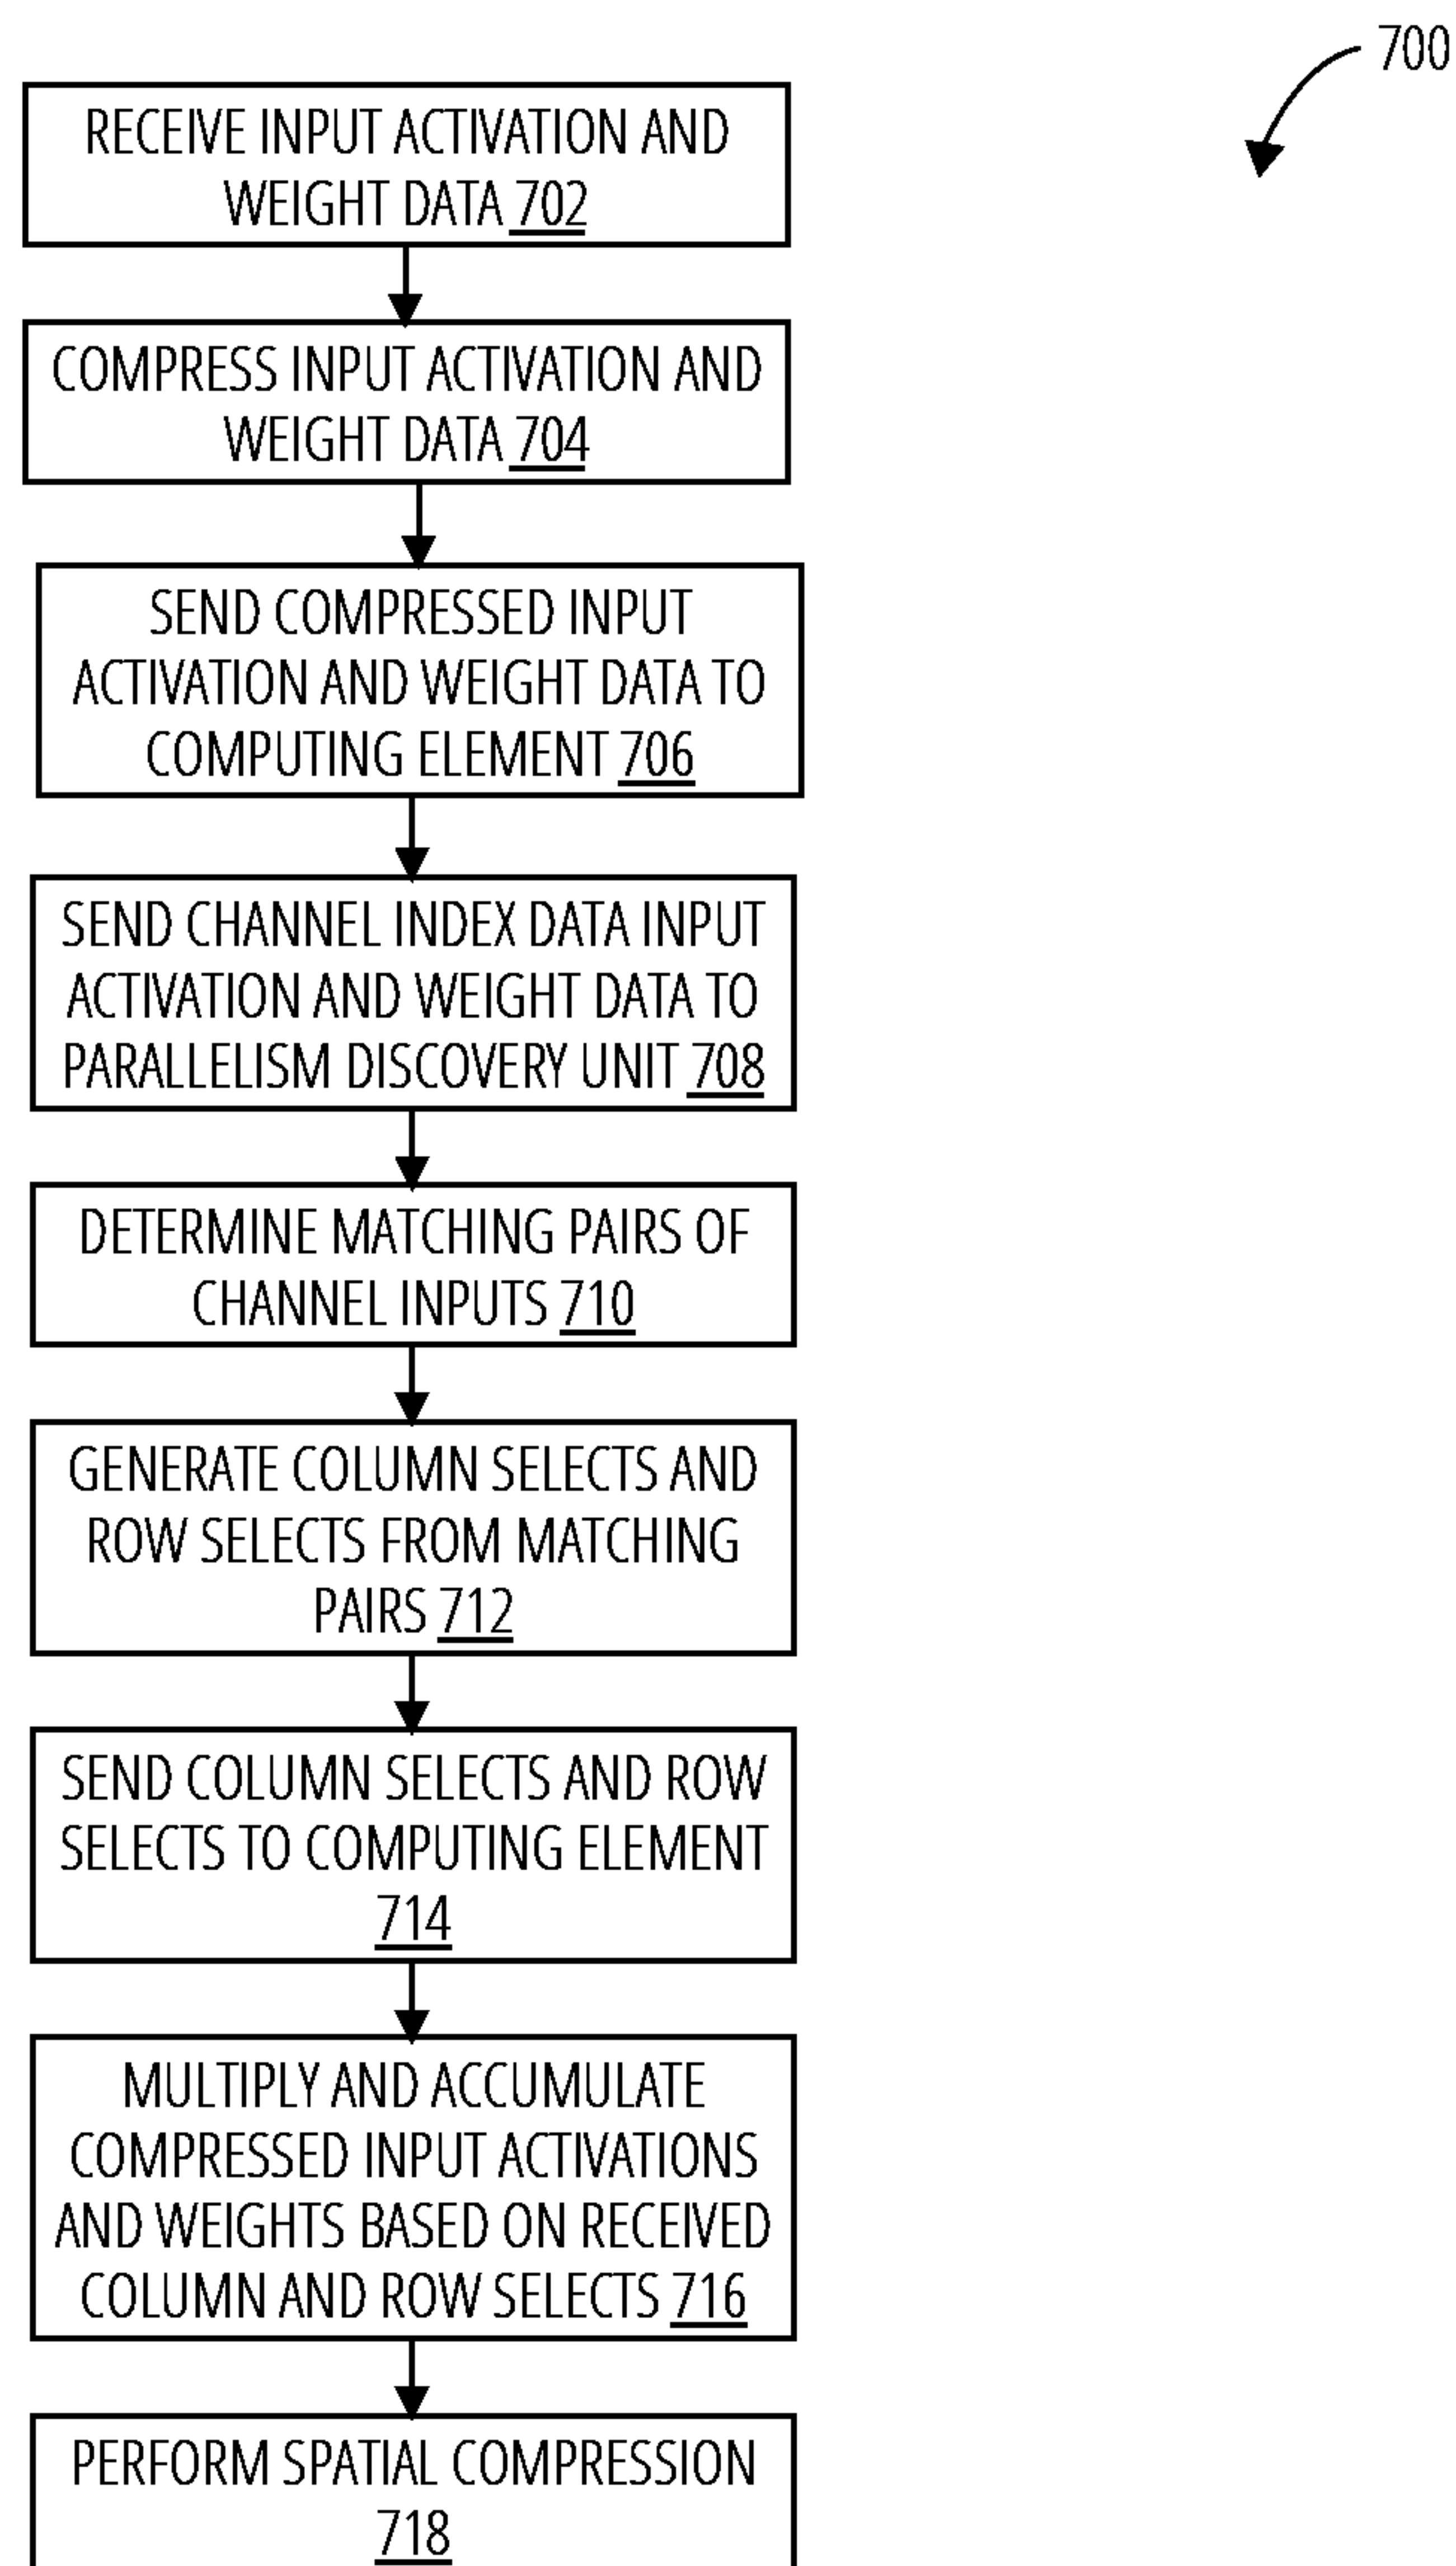 700
RECEIVE INPUT ACTIVATION AND
WEIGHT DATA 702
COMPRESS INPUT ACTIVATION AND
WEIGHT DATA 704
SEND COMPRESSED INPUT
ACTIVATION AND WEIGHT DATA TO
COMPUTING ELEMENT 706
SEND CHANNEL INDEX DATA INPUT
ACTIVATION AND WEIGHT DATA TO
PARALLELISM DISCOVERY UNIT 708
DETERMINE MATCHING PAIRS OF
CHANNEL INPUTS 710
GENERATE COLUMN SELECTS AND
ROW SELECTS FROM MATCHING
PAIRS 712
SEND COLUMN SELECTS AND ROW
SELECTS TO COMPUTING ELEMENT
714
MULTIPLY AND ACCUMULATE
COMPRESSED INPUT ACTIVATIONS
AND WEIGHTS BASED ON RECEIVED
COLUMN AND ROW SELECTS 716
PERFORM SPATIAL COMPRESSION
718